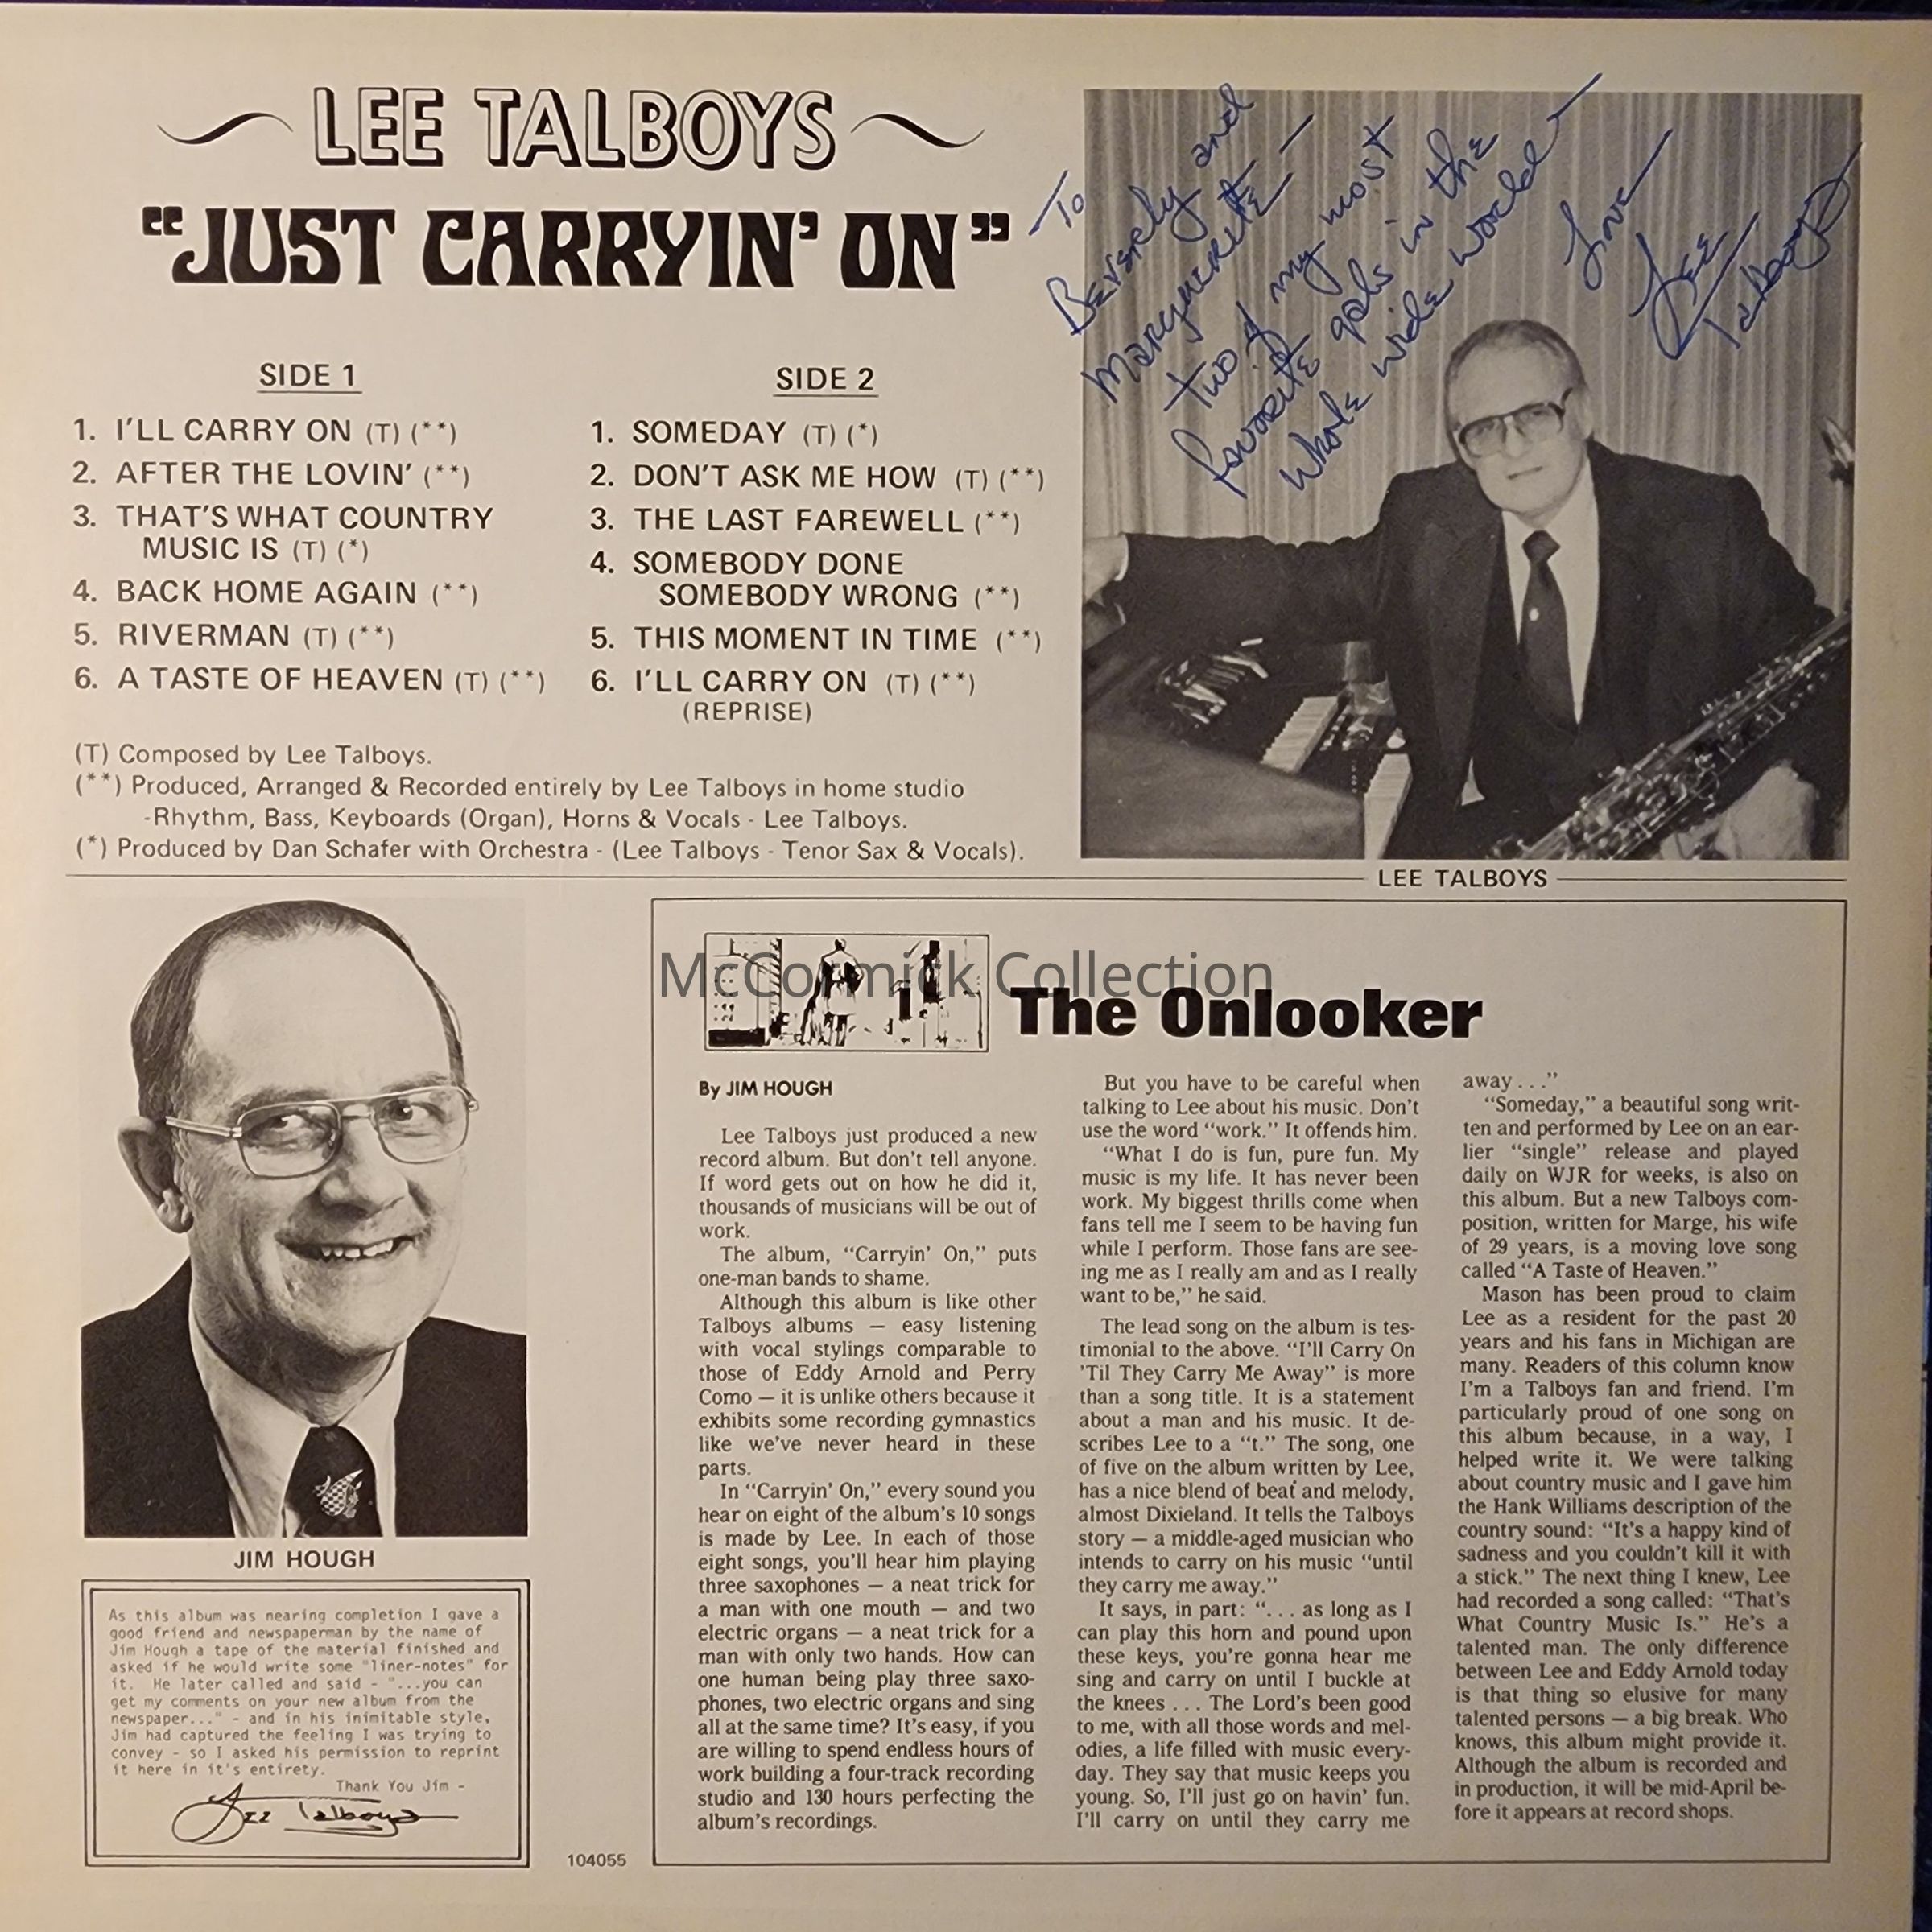 LEE TALBOYS
“JUST CARRYIN’ ON”
SIDE 1
1. I’LL CARRY ON (T) (**)
2. AFTER THE LOVIN’ (**)
3. THAT’S WHAT COUNTRY
MUSIC IS (T) (*)
4. BACK HOME AGAIN (**)
5. RIVERMAN (T) (**)
6. A TASTE OF HEAVEN (T) (**)
SIDE 2
1. SOMEDAY (T) (*)
2. DON’T ASK ME HOW (T) (**)
3. THE LAST FAREWELL (**)
4. SOMEBODY DONE
SOMEBODY WRONG (**)
5. THIS MOMENT IN TIME (**)
6. I’LL CARRY ON (T) (**)
(REPRISE)
(T) Composed by Lee Talboys.
(**) Produced, Arranged & Recorded entirely by Lee Talboys in home studio
-Rhythm, Bass, Keyboards (Organ), Horns & Vocals - Lee Talboys.
(*) Produced by Dan Schafer with Orchestra - (Lee Talboys - Tenor Sax & Vocals).
To
Beverly and
Marguerite -
two of my most
favorite gals in the
whole wide world -
Love
Lee
Talboys
LEE TALBOYS
JIM HOUGH
As this album was nearing completion I gave a
good friend and newspaperman by the name of
Jim Hough a tape of the material finished and
asked if he would write some "liner-notes" for
it. He later called and said - "...you can
get my comments on your new album from the
newspaper..." - and in his inimitable style,
Jim had captured the feeling I was trying to
convey - so I asked his permission to reprint
it here in it's entirety.
Thank You Jim -
Lee Talboys
104055
McCormick Collection
The Onlooker
By JIM HOUGH
Lee Talboys just produced a new
record album. But don’t tell anyone.
If word gets out on how he did it,
thousands of musicians will be out of
work.
The album, “Carryin’ On,” puts
one-man bands to shame.
Although this album is like other
Talboys albums — easy listening
with vocal stylings comparable to
those of Eddy Arnold and Perry
Como — it is unlike others because it
exhibits some recording gymnastics
like we’ve never heard in these
parts.
In “Carryin’ On,” every sound you
hear on eight of the album’s 10 songs
is made by Lee. In each of those
eight songs, you’ll hear him playing
three saxophones — a neat trick for
a man with one mouth — and two
electric organs — a neat trick for a
man with only two hands. How can
one human being play three saxo-
phones, two electric organs and sing
all at the same time? It’s easy, if you
are willing to spend endless hours of
work building a four-track recording
studio and 130 hours perfecting the
album’s recordings.
But you have to be careful when
talking to Lee about his music. Don’t
use the word “work.” It offends him.
“What I do is fun, pure fun. My
music is my life. It has never been
work. My biggest thrills come when
fans tell me I seem to be having fun
while I perform. Those fans are see-
ing me as I really am and as I really
want to be,” he said.
The lead song on the album is tes-
timonial to the above. “I’ll Carry On
’Til They Carry Me Away” is more
than a song title. It is a statement
about a man and his music. It de-
scribes Lee to a “t.” The song, one
of five on the album written by Lee,
has a nice blend of beat and melody,
almost Dixieland. It tells the Talboys
story — a middle-aged musician who
intends to carry on his music “until
they carry me away.”
It says, in part: “. . . as long as I
can play this horn and pound upon
these keys, you’re gonna hear me
sing and carry on until I buckle at
the knees . . . The Lord’s been good
to me, with all those words and mel-
odies, a life filled with music every-
day. They say that music keeps you
young. So, I’ll just go on havin’ fun.
I’ll carry on until they carry me
away . . .”
“Someday,” a beautiful song writ-
ten and performed by Lee on an ear-
lier “single” release and played
daily on WJR for weeks, is also on
this album. But a new Talboys com-
position, written for Marge, his wife
of 29 years, is a moving love song
called “A Taste of Heaven.”
Mason has been proud to claim
Lee as a resident for the past 20
years and his fans in Michigan are
many. Readers of this column know
I’m a Talboys fan and friend. I’m
particularly proud of one song on
this album because, in a way, I
helped write it. We were talking
about country music and I gave him
the Hank Williams description of the
country sound: “It’s a happy kind of
sadness and you couldn’t kill it with
a stick.” The next thing I knew, Lee
had recorded a song called: “That’s
What Country Music Is.” He’s a
talented man. The only difference
between Lee and Eddy Arnold today
is that thing so elusive for many
talented persons — a big break. Who
knows, this album might provide it.
Although the album is recorded and
in production, it will be mid-April be-
fore it appears at record shops.